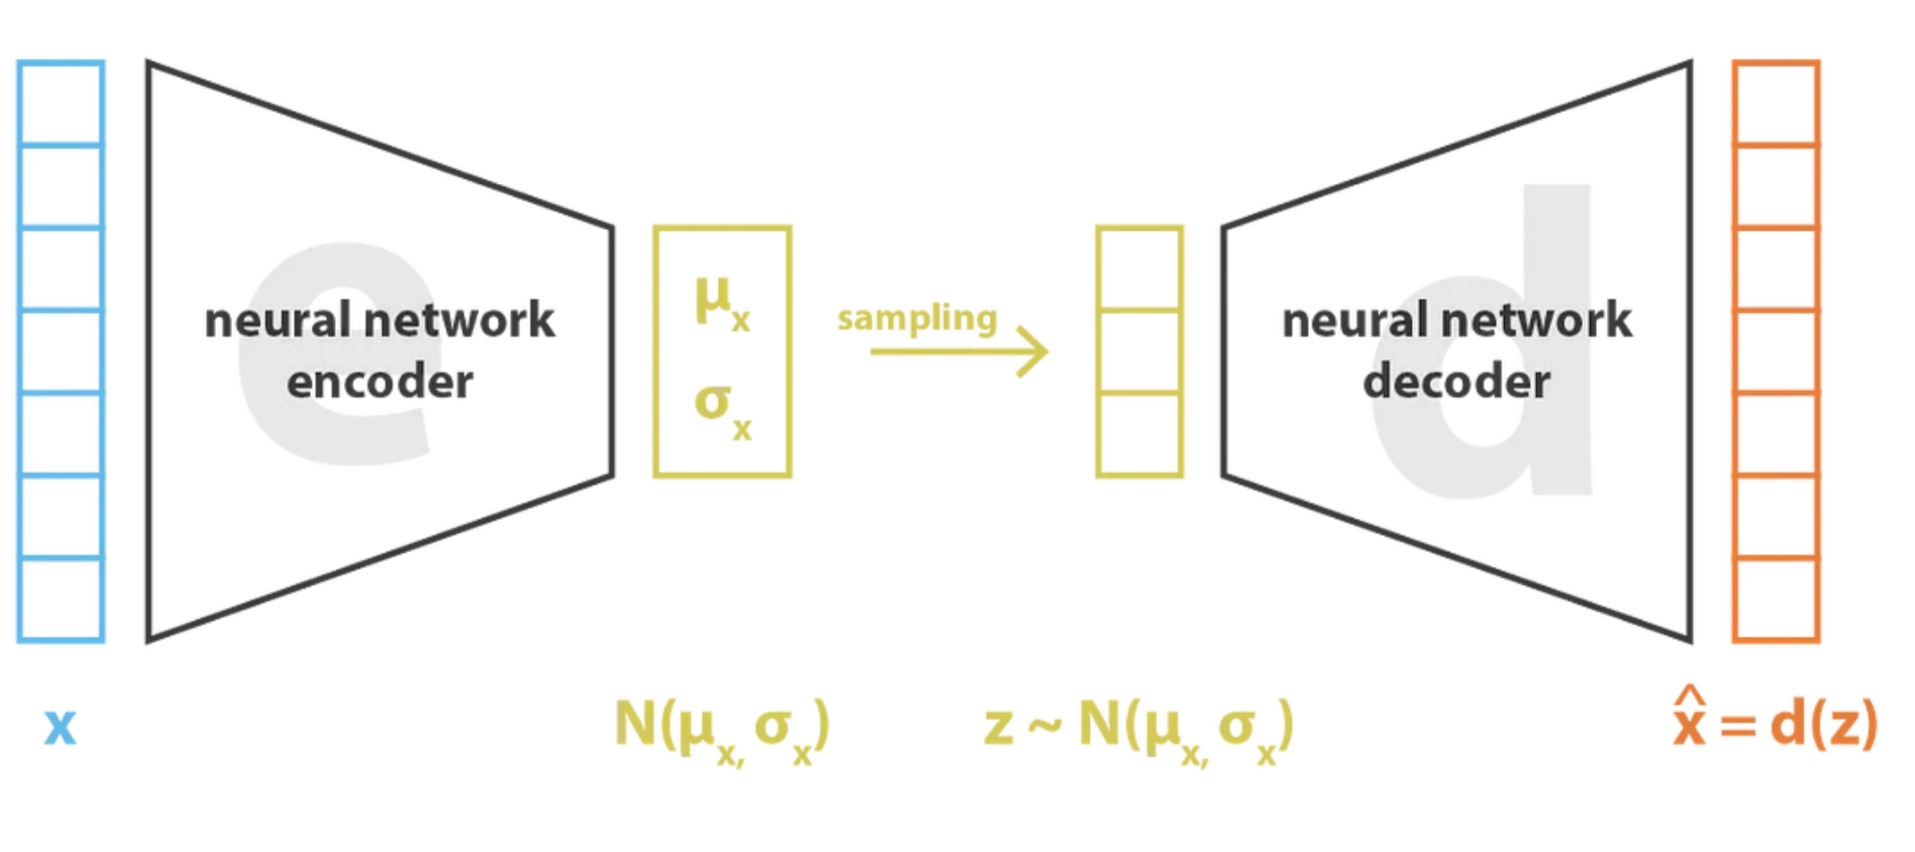 e
neural network
encoder
μx
σx
sampling
d
neural network
decoder
x
N(μx, σx)
z ~ N(μx, σx)
x̂ = d(z)